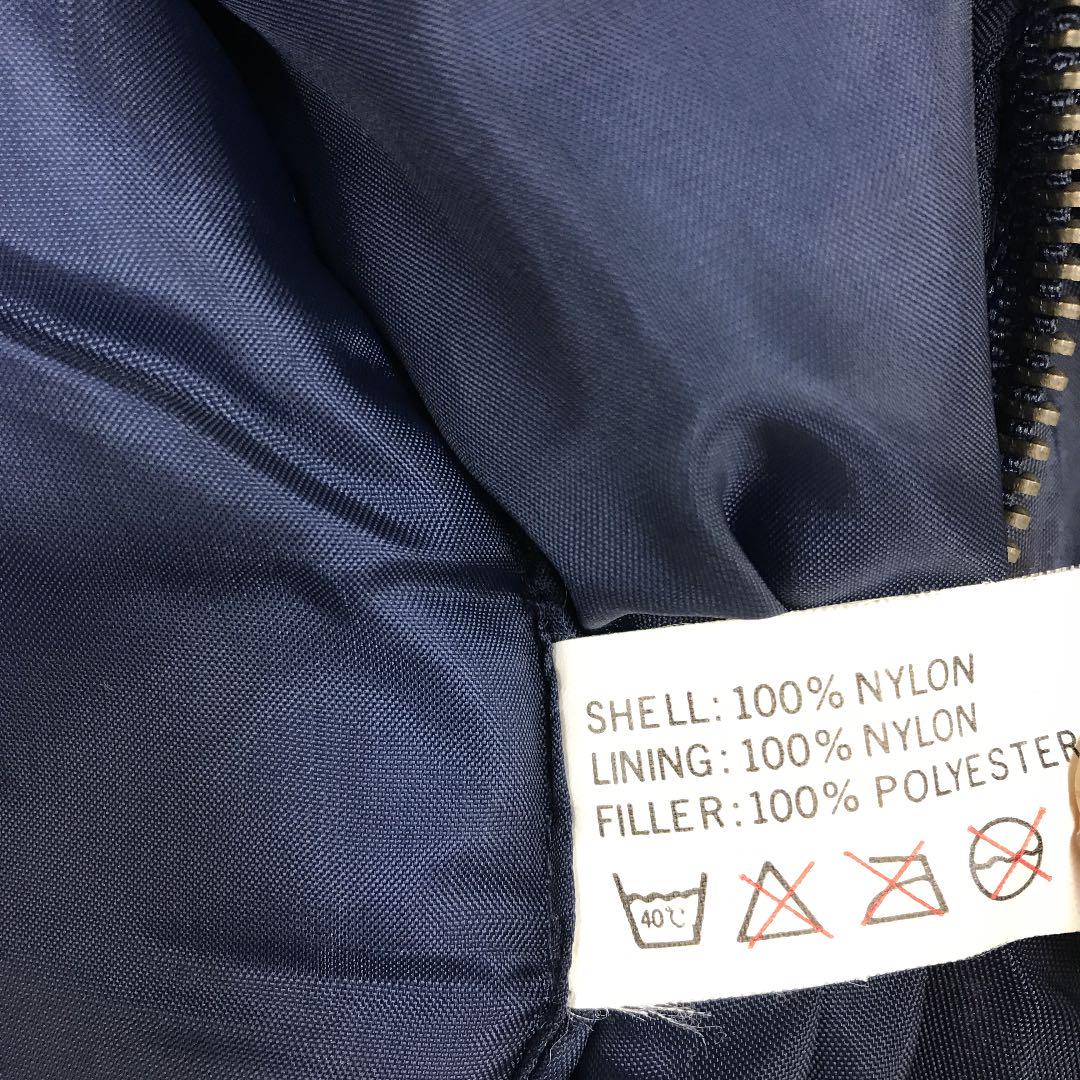 SHELL: 100% NYLON
LINING: 100% NYLON
FILLER: 100% POLYESTER
40℃